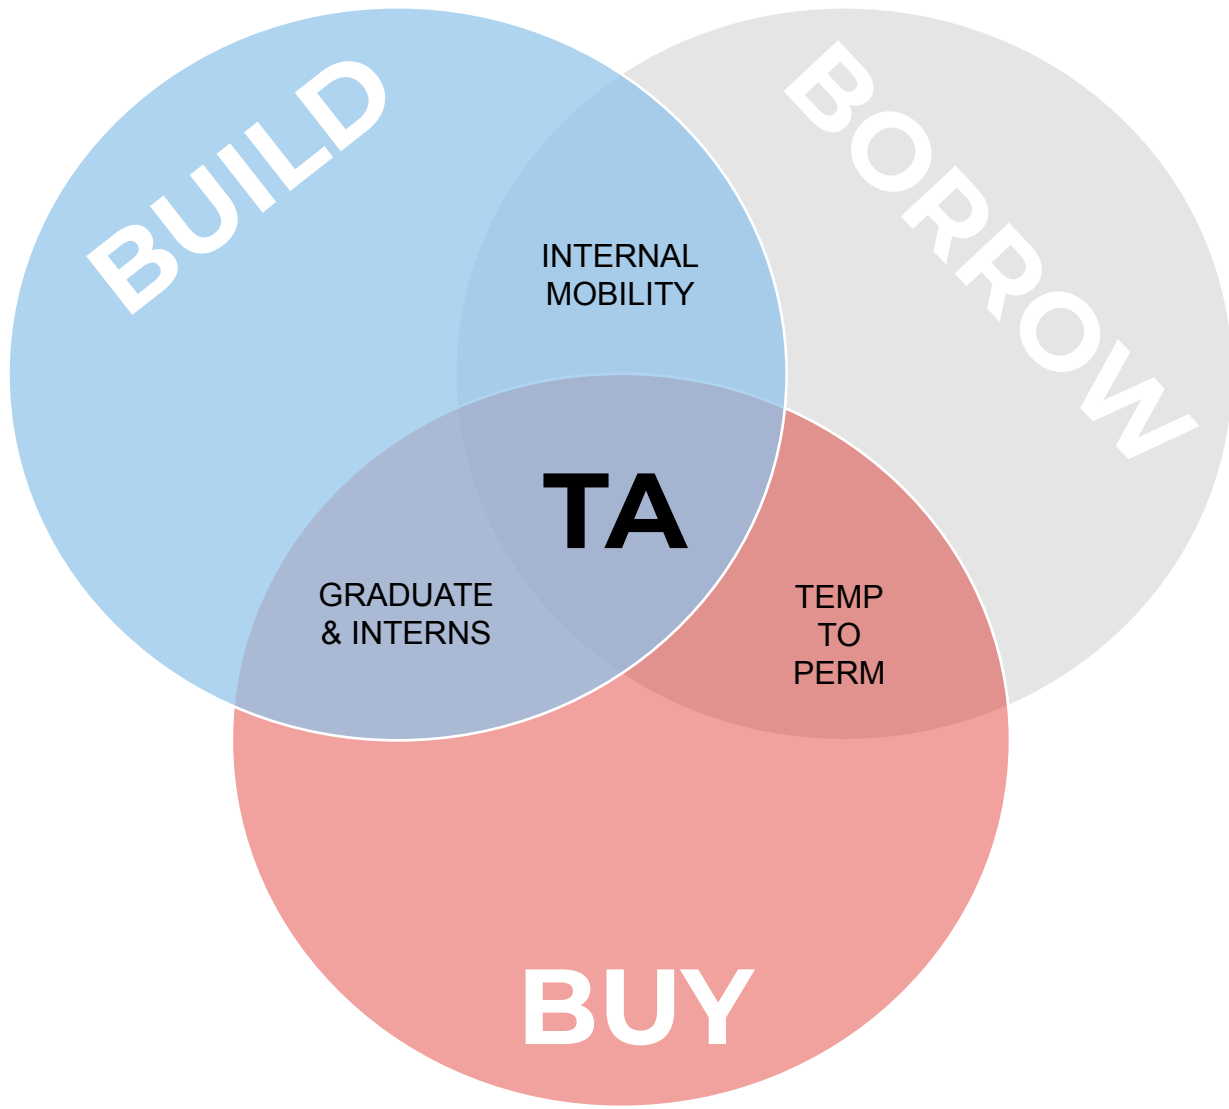 BUILD
BORROW
INTERNAL
MOBILITY
TA
GRADUATE
& INTERNS
TEMP
TO
PERM
BUY